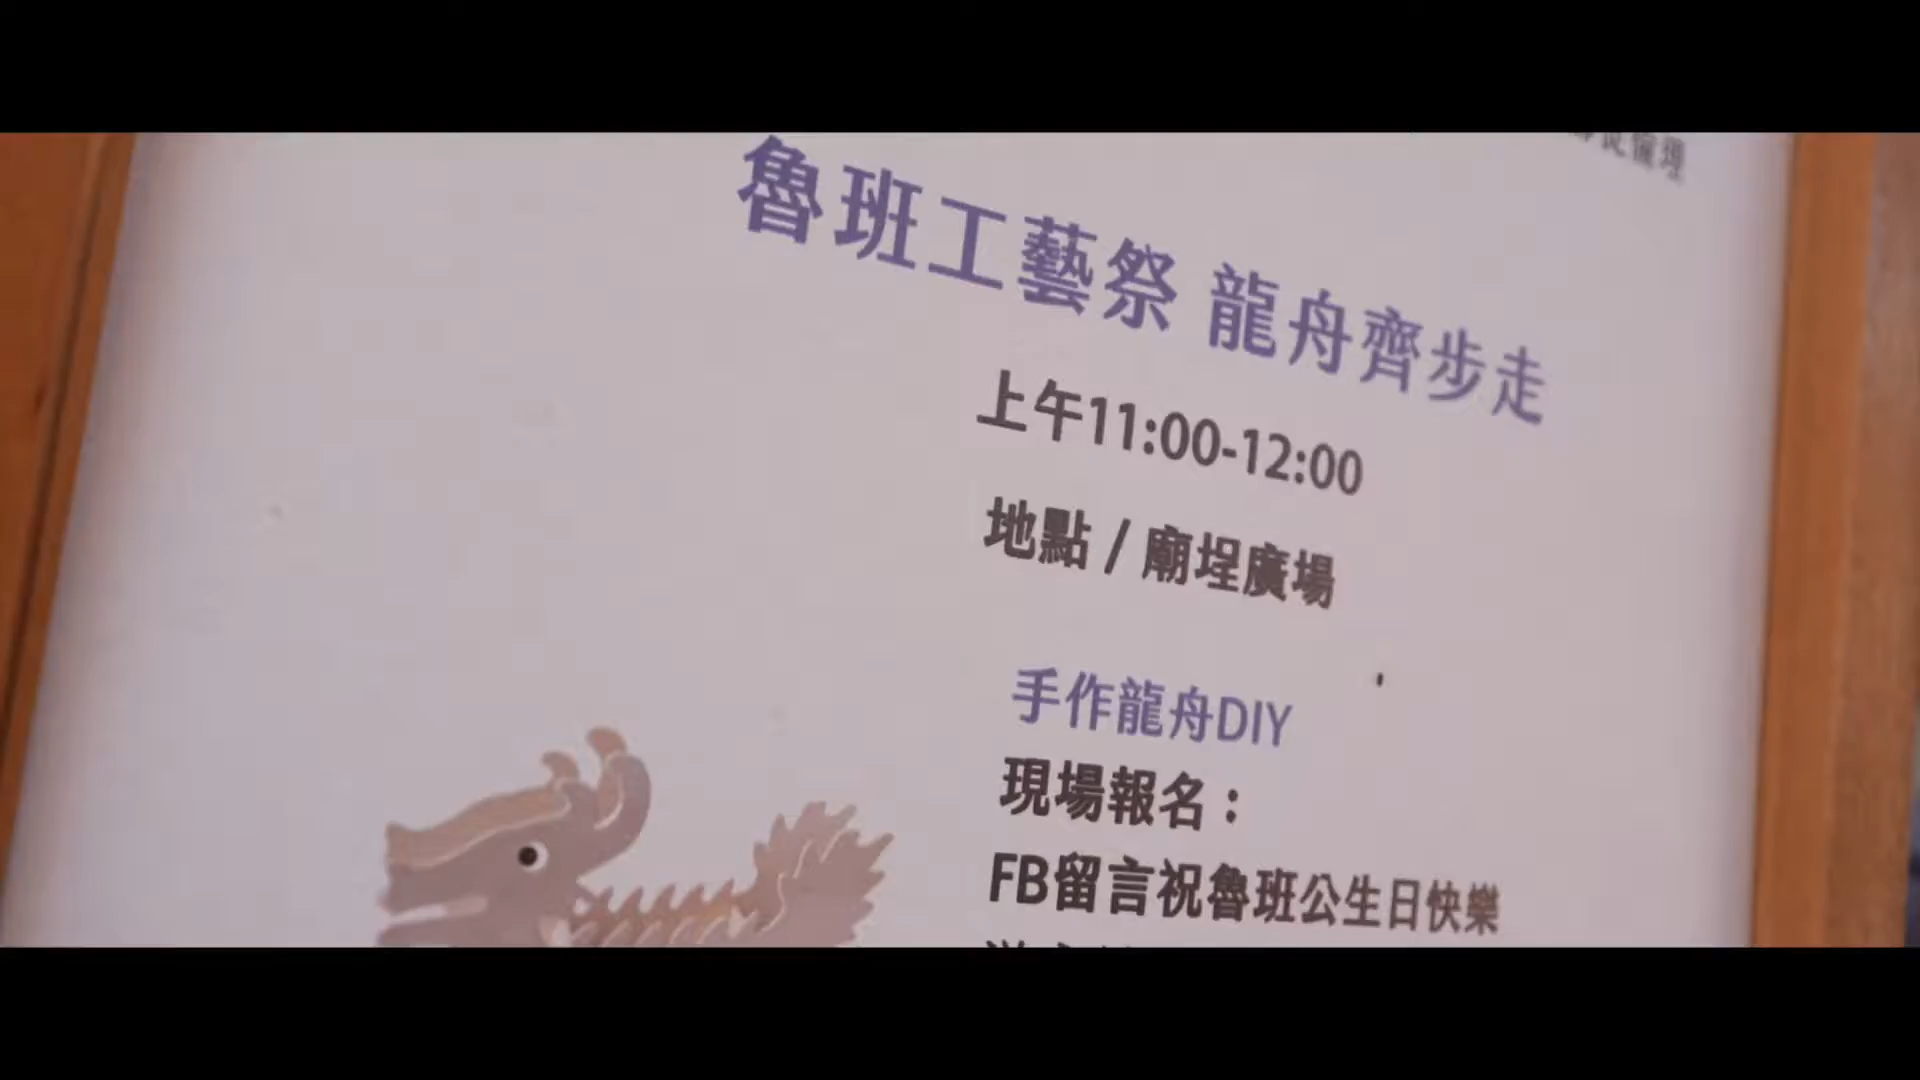 倫理
魯班工藝祭 龍舟齊步走
上午11:00-12:00
地點 / 廟埕廣場
手作龍舟DIY
現場報名：
FB留言祝魯班公生日快樂